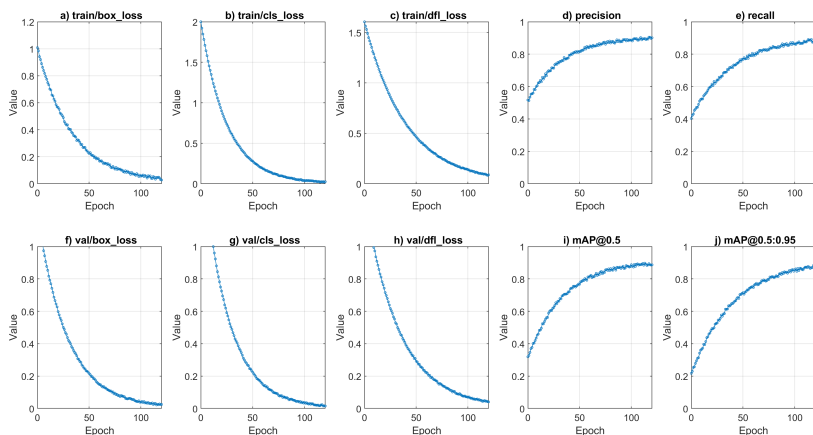 a) train/box_loss
b) train/cls_loss
c) train/dfl_loss
d) precision
e) recall
1.2
1
0.8
0.6
0.4
0.2
0
Value
0
50
100
Epoch
2
1.5
1
0.5
0
Value
0
50
100
Epoch
1.5
1
0.5
0
Value
0
50
100
Epoch
1
0.8
0.6
0.4
0.2
0
Value
0
50
100
Epoch
1
0.8
0.6
0.4
0.2
0
Value
0
50
100
Epoch
f) val/box_loss
g) val/cls_loss
h) val/dfl_loss
i) mAP@0.5
j) mAP@0.5:0.95
1
0.8
0.6
0.4
0.2
0
Value
0
50
100
Epoch
1
0.8
0.6
0.4
0.2
0
Value
0
50
100
Epoch
1
0.8
0.6
0.4
0.2
0
Value
0
50
100
Epoch
1
0.8
0.6
0.4
0.2
0
Value
0
50
100
Epoch
1
0.8
0.6
0.4
0.2
0
Value
0
50
100
Epoch